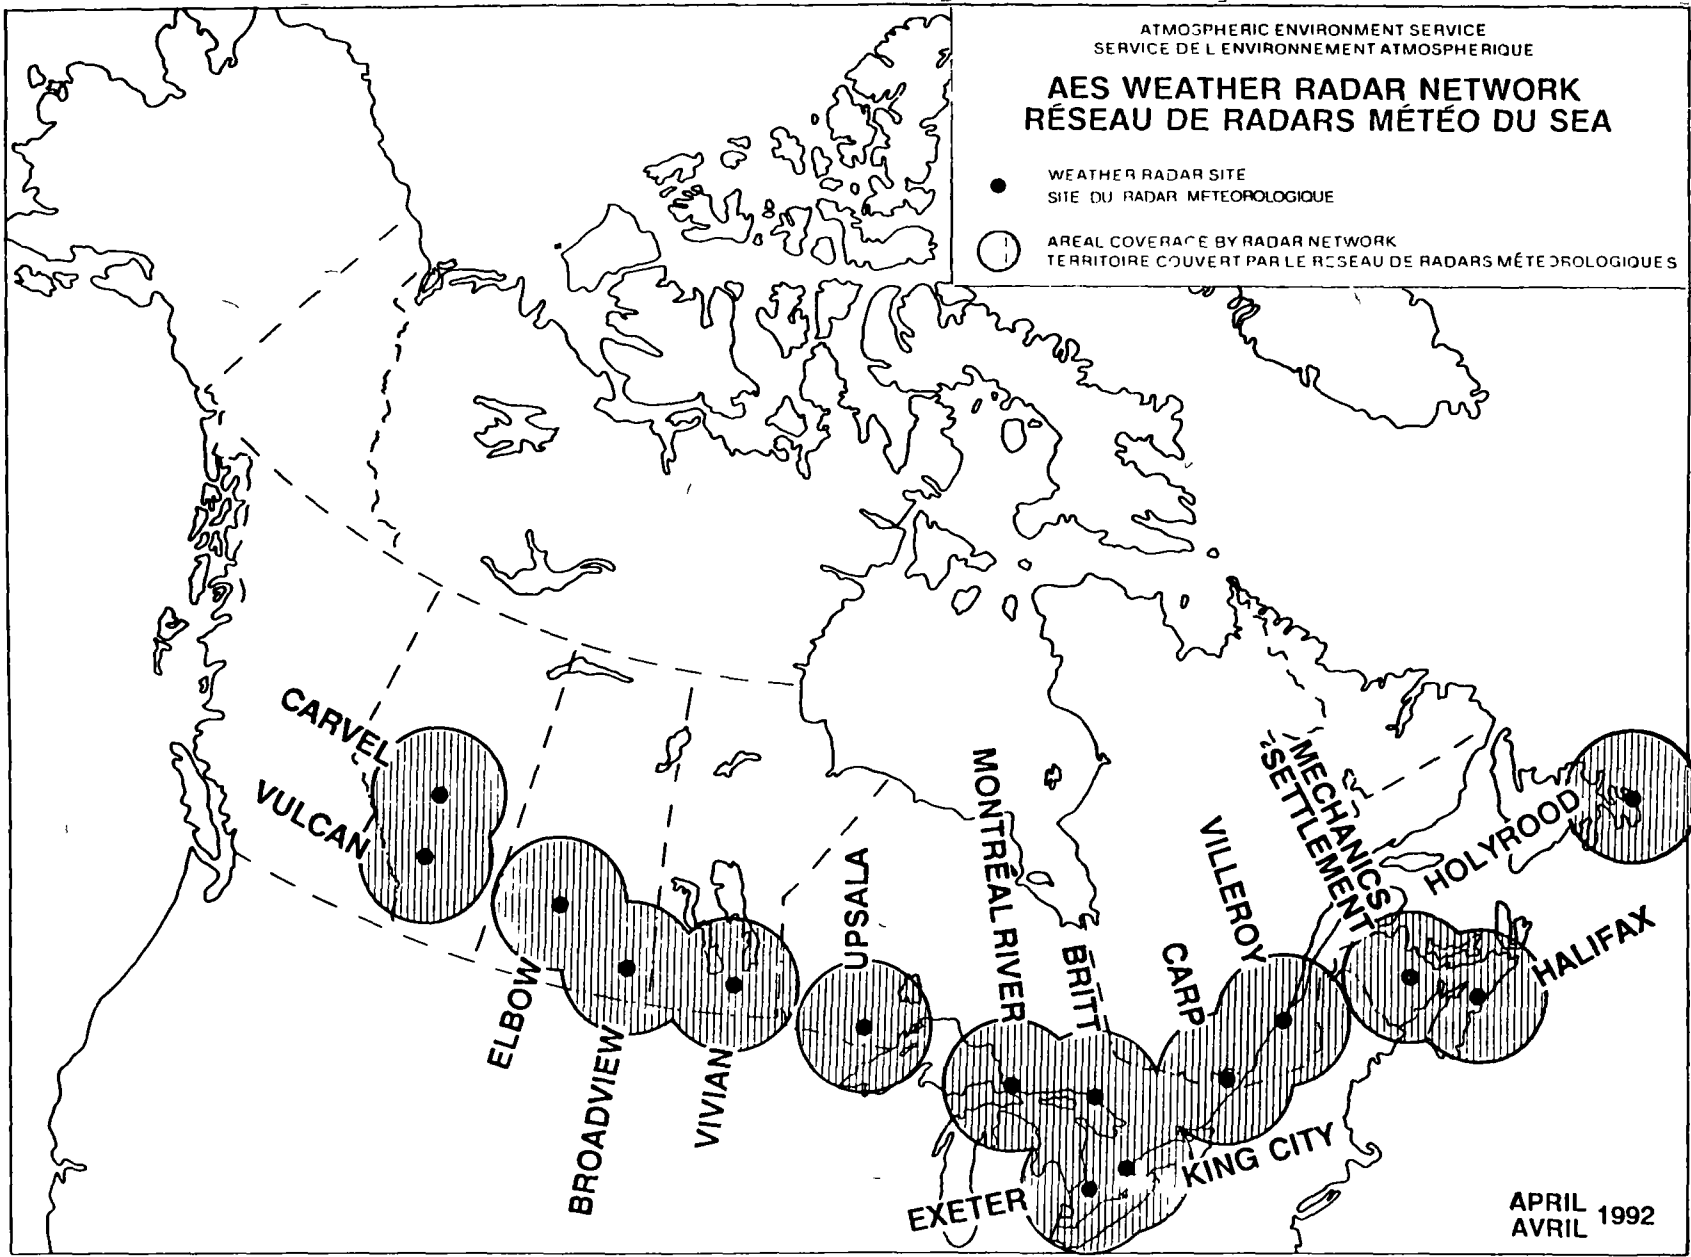 ATMOSPHERIC ENVIRONMENT SERVICE
SERVICE DE L ENVIRONNEMENT ATMOSPHERIQUE
AES WEATHER RADAR NETWORK
RÉSEAU DE RADARS MÉTÉO DU SEA
WEATHER RADAR SITE
SITE DU RADAR METEOROLOGIQUE
AREAL COVERAGE BY RADAR NETWORK
TERRITOIRE COUVERT PAR LE RESEAU DE RADARS MÉTEOROLOGIQUES
CARVEL
VULCAN
ELBOW
BROADVIEW
VIVIAN
UPSALA
MONTRÉAL RIVER
BRITT
EXETER
KING CITY
CARP
VILLEROY
MECHANICS
SETTLEMENT
HOLYROOD
HALIFAX
APRIL
AVRIL 1992